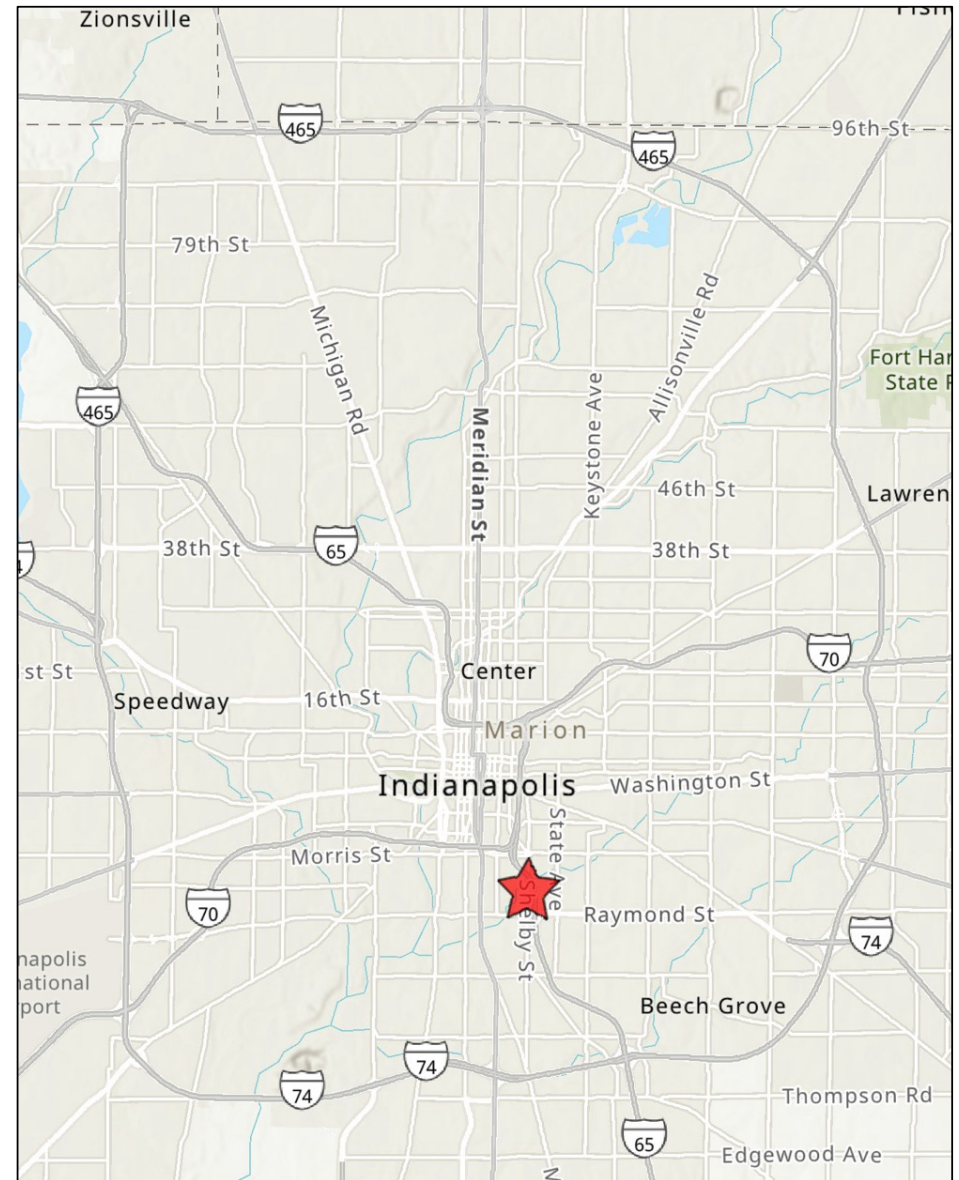 Zionsville
465
96th St
465
79th St
Michigan Rd
Allisonville Rd
Fort Har
State
465
Keystone Ave
Meridian St
46th St
Lawren
38th St
65
38th St
70
Center
st St
Speedway
16th St
Marion
Indianapolis
Washington St
State Ave
Morris St
Shelby St
70
Raymond St
74
napolis
national
port
Beech Grove
74
74
Thompson Rd
65
Edgewood Ave